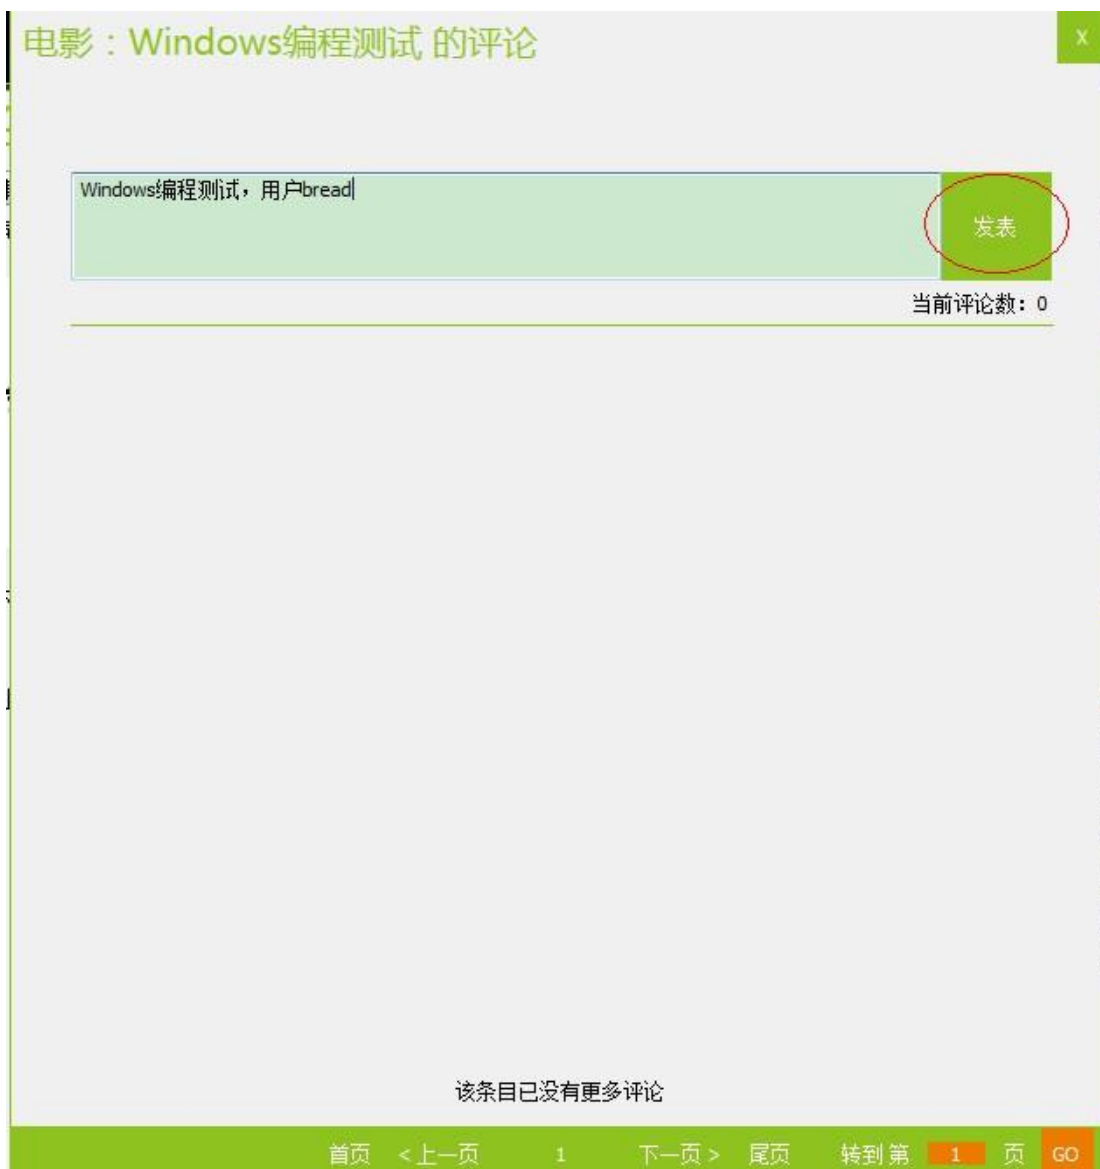 电影：Windows编程测试 的评论
X
Windows编程测试，用户bread
发表
当前评论数：0
该条目已没有更多评论
首页 <上一页 1 下一页> 尾页 转到 第 1 页 GO